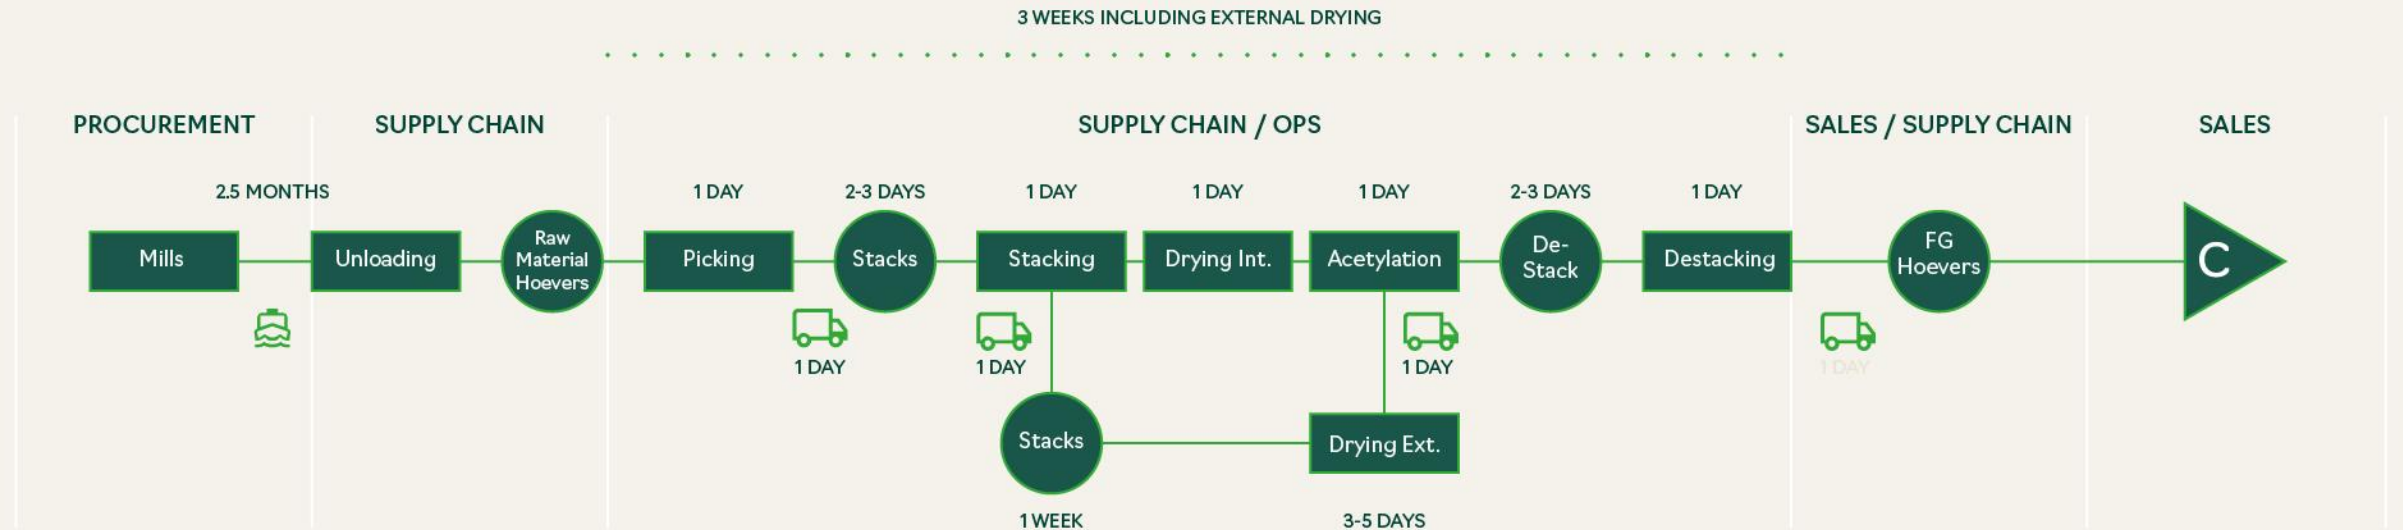 3 WEEKS INCLUDING EXTERNAL DRYING
PROCUREMENT
SUPPLY CHAIN
SUPPLY CHAIN / OPS
SALES / SUPPLY CHAIN
SALES
2.5 MONTHS
1 DAY
2-3 DAYS
1 DAY
1 DAY
1 DAY
2-3 DAYS
1 DAY
Mills
Unloading
Raw
Material
Hoevers
Picking
Stacks
Stacking
Drying Int.
Acetylation
De-
Stack
Destacking
FG
Hoevers
C
1 DAY
1 DAY
1 DAY
1 DAY
Stacks
Drying Ext.
1 WEEK
3-5 DAYS